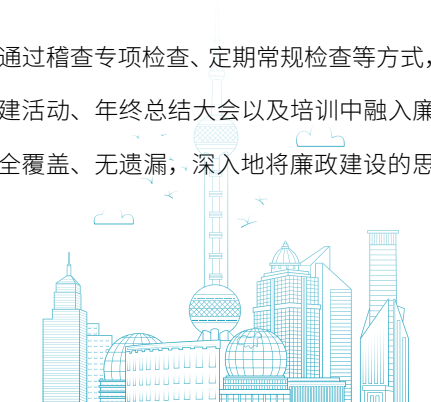 通过稽查专项检查、定期常规检查等方式，
建活动、年终总结大会以及培训中融入廉
全覆盖、无遗漏，深入地将廉政建设的思